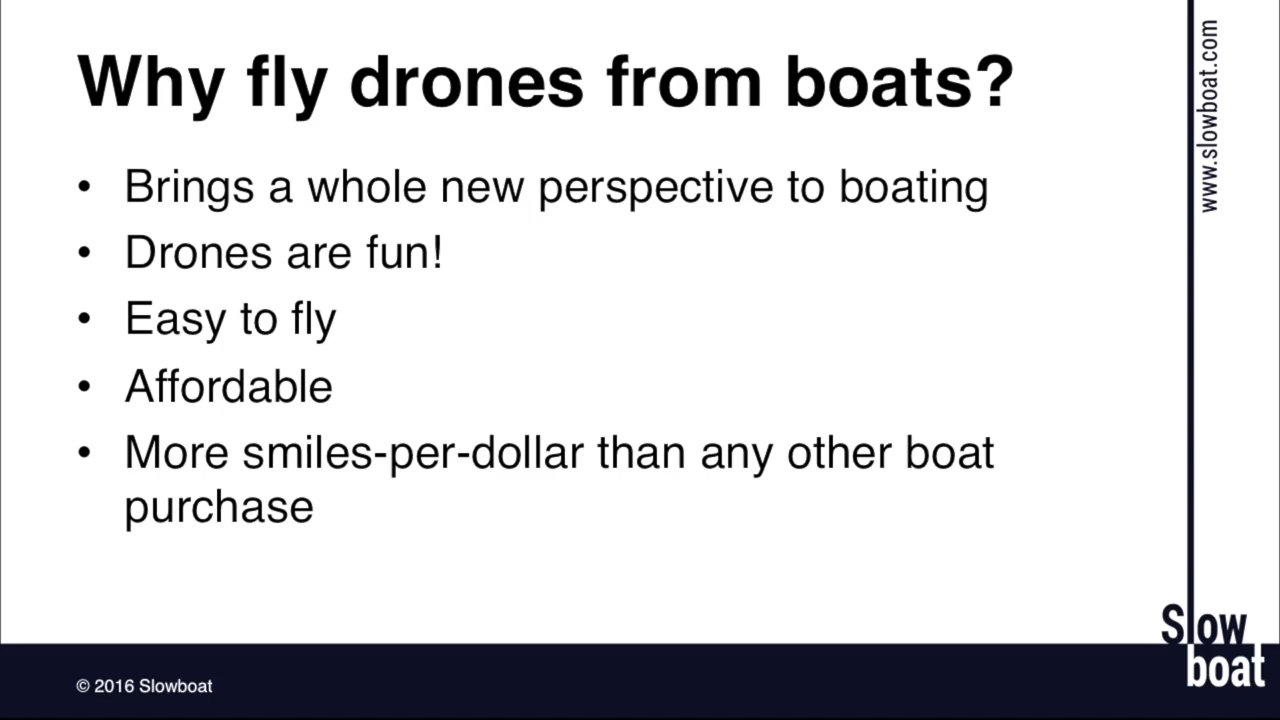 Why fly drones from boats?
• Brings a whole new perspective to boating
• Drones are fun!
• Easy to fly
• Affordable
• More smiles-per-dollar than any other boat
purchase
www.slowboat.com
Slow
boat
© 2016 Slowboat